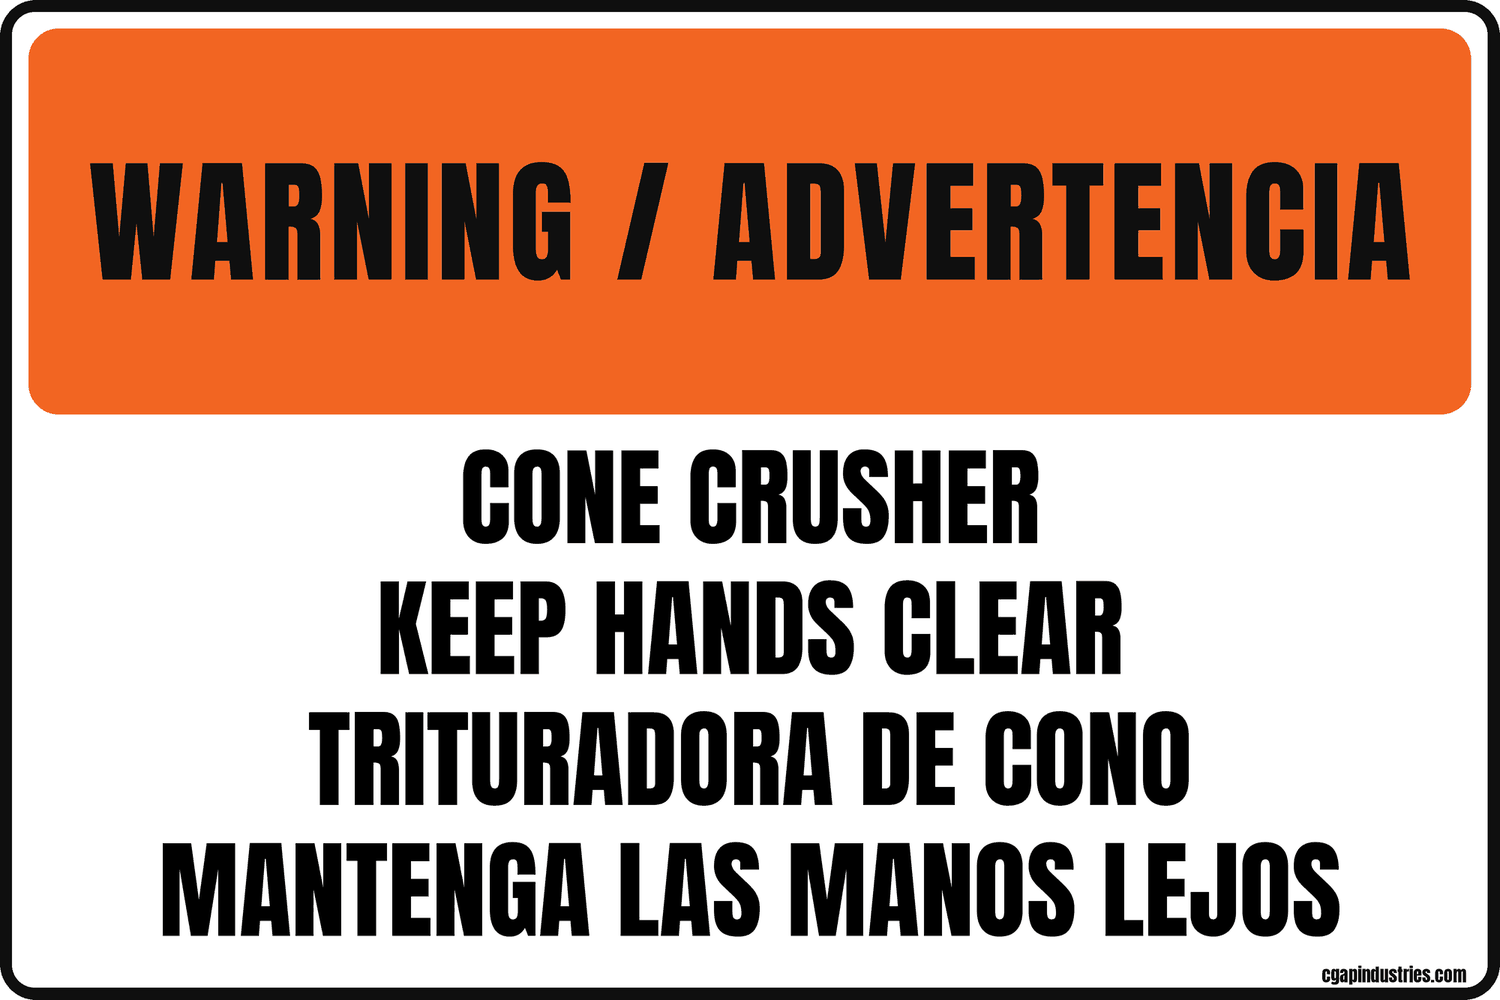 WARNING / ADVERTENCIA
CONE CRUSHER
KEEP HANDS CLEAR
TRITURADORA DE CONO
MANTENGA LAS MANOS LEJOS
cgapindustries.com